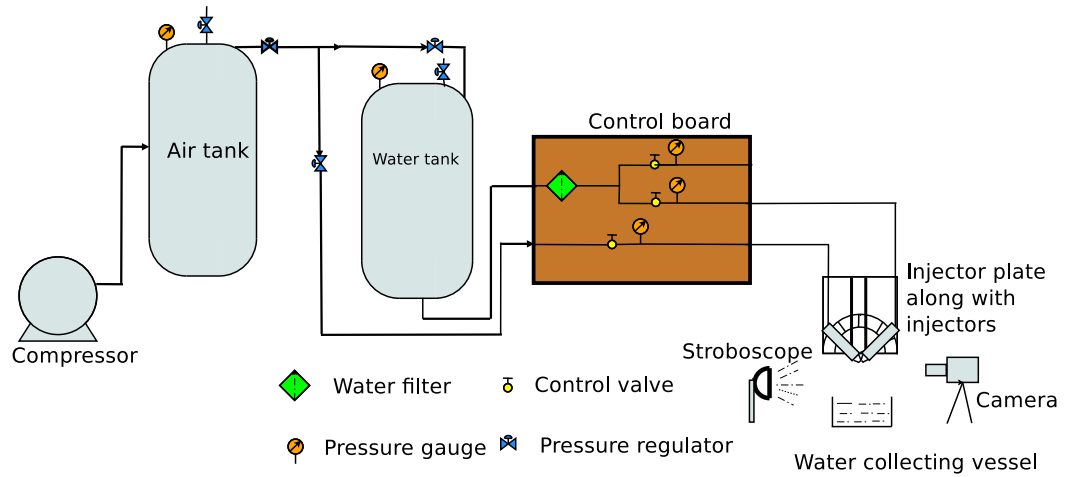 Control board
Air tank
Water tank
Injector plate
along with
injectors
Compressor
Stroboscope
Water filter
Control valve
Camera
Pressure gauge
Pressure regulator
Water collecting vessel